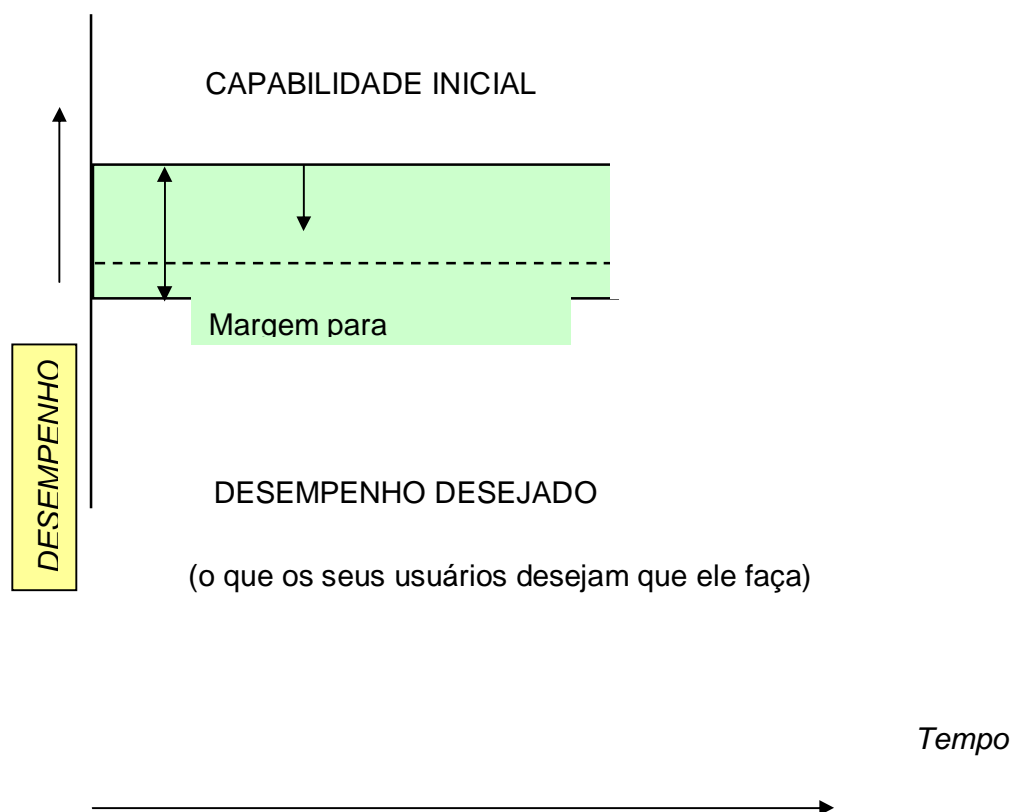 CAPABILIDADE INICIAL
Margem para
DESEMPENHO
DESEMPENHO DESEJADO
(o que os seus usuários desejam que ele faça)
Tempo